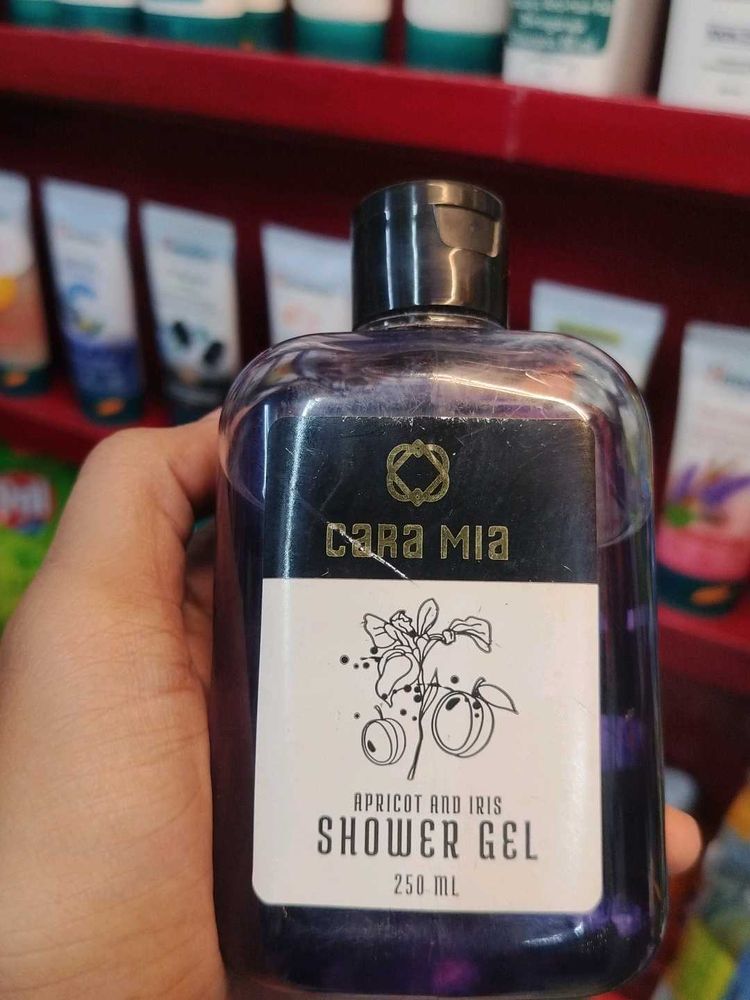 CARA MIA
APRICOT AND IRIS
SHOWER GEL
250 ML